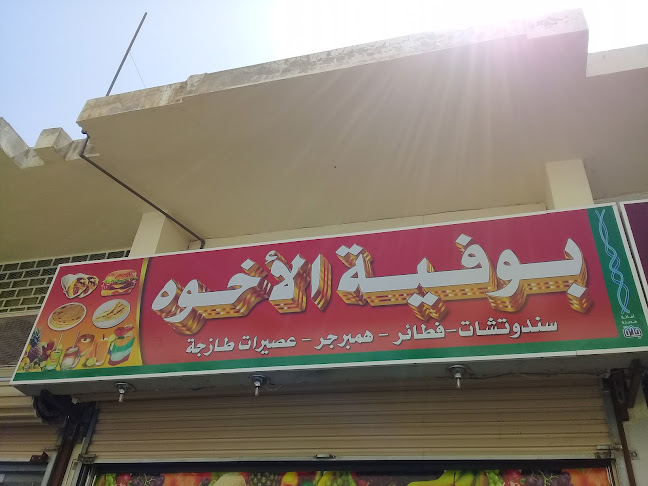 بوفية الأخوه
سندوتشات - فطائر - همبرجر - عصيرات طازجة